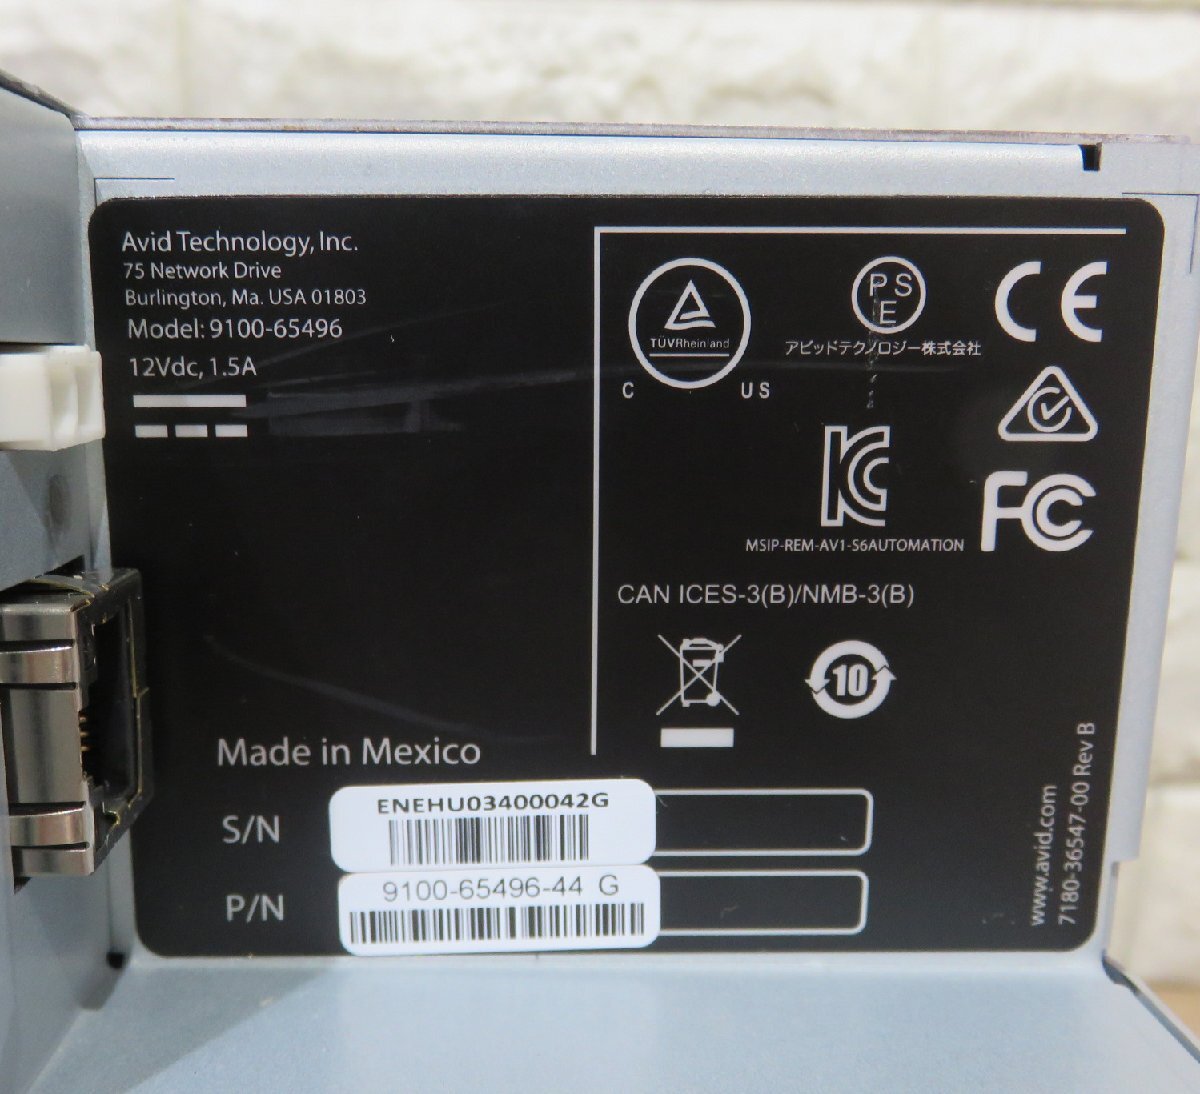 Avid Technology, Inc.
75 Network Drive
Burlington, Ma. USA 01803
Model: 9100-65496
12Vdc, 1.5A
TÜVRheinland
C US
PS
E
アビッドテクノロジー株式会社
CE
KC
MSIP-REM-AV1-S6AUTOMATION
FC
CAN ICES-3(B)/NMB-3(B)
10
Made in Mexico
S/N
ENEHU03400042G
P/N
9100-65496-44 G
www.avid.com
7180-36547-00 Rev B